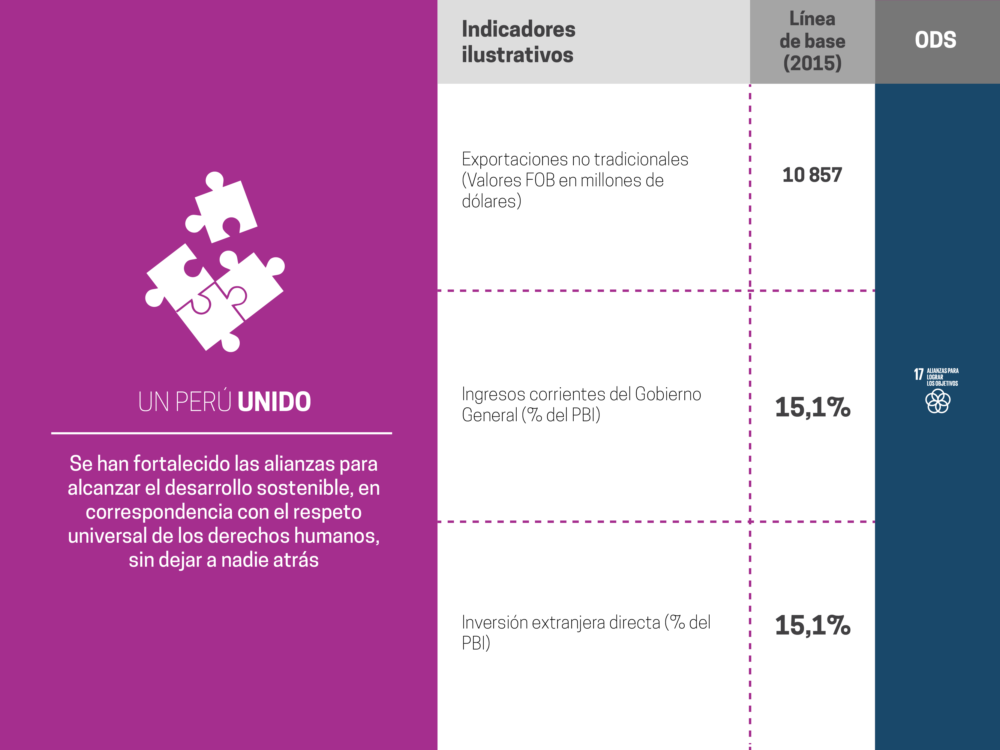 UN PERÚ UNIDO
Se han fortalecido las alianzas para
alcanzar el desarrollo sostenible, en
correspondencia con el respeto
universal de los derechos humanos,
sin dejar a nadie atrás
Indicadores
ilustrativos
Línea
de base
(2015)
ODS
Exportaciones no tradicionales
(Valores FOB en millones de
dólares)
10 857
Ingresos corrientes del Gobierno
General (% del PBI)
15,1%
Inversión extranjera directa (% del
PBI)
15,1%
17 ALIANZAS PARA
LOGRAR
LOS OBJETIVOS